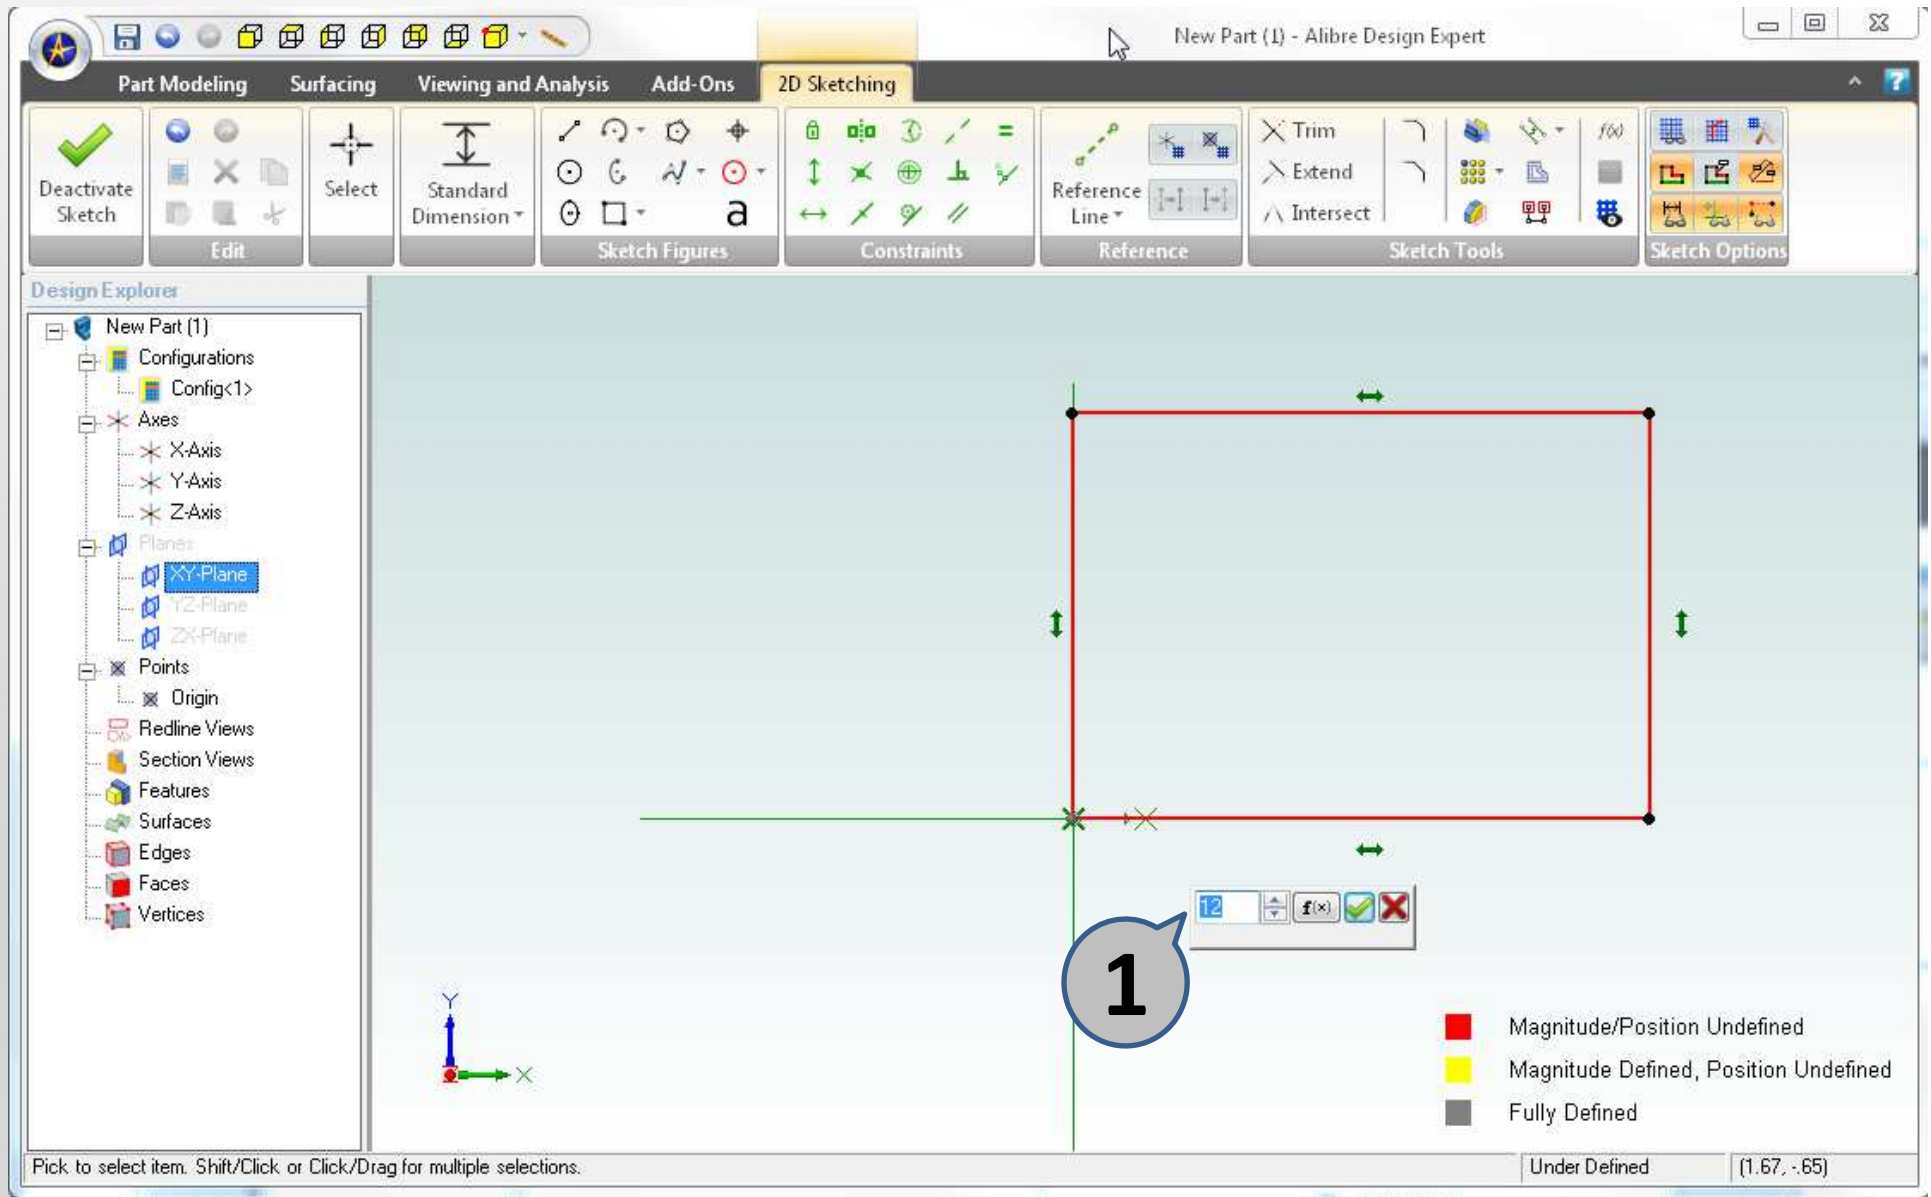 New Part (1) - Alibre Design Expert
Part Modeling Surfacing Viewing and Analysis Add-Ons 2D Sketching
?
Deactivate Sketch
Edit
Select
Standard Dimension
a
Sketch Figures
Constraints
Reference Line
Reference
Trim
Extend
Intersect
f(x)
Sketch Tools
Sketch Options
Design Explorer
New Part (1)
Configurations
Config<1>
Axes
X-Axis
Y-Axis
Z-Axis
Planes
XY-Plane
YZ-Plane
ZX-Plane
Points
Origin
Redline Views
Section Views
Features
Surfaces
Edges
Faces
Vertices
X
12 f(x)
1
Y
X
Magnitude/Position Undefined
Magnitude Defined, Position Undefined
Fully Defined
Pick to select item. Shift/Click or Click/Drag for multiple selections. Under Defined (1.67, -.65)